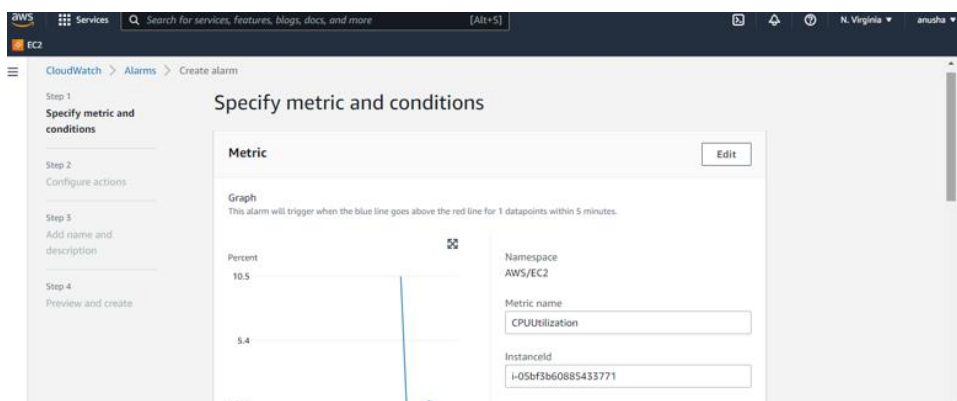 aws
Services
Search for services, features, blogs, docs, and more
[Alt+S]
N. Virginia
anusha
EC2
CloudWatch > Alarms > Create alarm
Step 1
Specify metric and
conditions
Step 2
Configure actions
Step 3
Add name and
description
Step 4
Preview and create
Specify metric and conditions
Metric
Edit
Graph
This alarm will trigger when the blue line goes above the red line for 1 datapoints within 5 minutes.
Percent
10.5
5.4
Namespace
AWS/EC2
Metric name
CPUUtilization
InstanceId
i-05bf3b60885433771